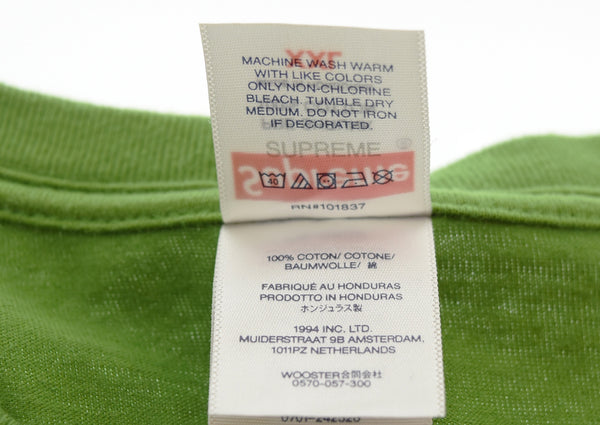 XXL
MACHINE WASH WARM
WITH LIKE COLORS
ONLY NON-CHLORINE
BLEACH. TUMBLE DRY
MEDIUM. DO NOT IRON
IF DECORATED.
SUPREME ®
Supreme
40
RN#101837
100% COTON/ COTONE/
BAUMWOLLE/ 綿
FABRIQUÉ AU HONDURAS
PRODOTTO IN HONDURAS
ホンジュラス製
1994 INC. LTD.
MUIDERSTRAAT 9B AMSTERDAM,
1011PZ NETHERLANDS
WOOSTER合同会社
0570-057-300